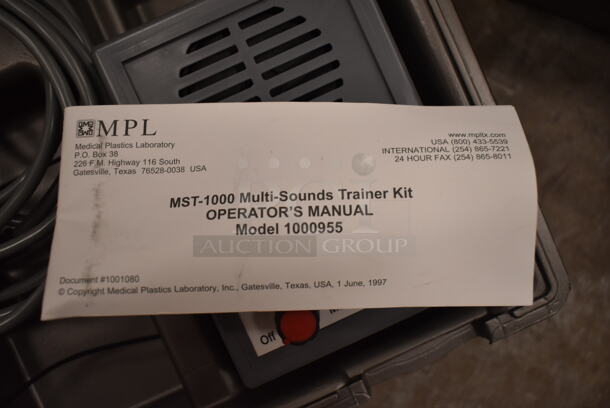 MPL
Medical Plastics Laboratory
P.O. Box 38
226 F.M. Highway 116 South
Gatesville, Texas 76528-0038 USA
www.mpltx.com
USA (800) 433-5539
INTERNATIONAL (254) 865-7221
24 HOUR FAX (254) 865-8011
MST-1000 Multi-Sounds Trainer Kit
OPERATOR'S MANUAL
Model 1000955
AUCTION GROUP
Document #1001080
© Copyright Medical Plastics Laboratory, Inc., Gatesville, Texas, USA, 1 June, 1997
Off